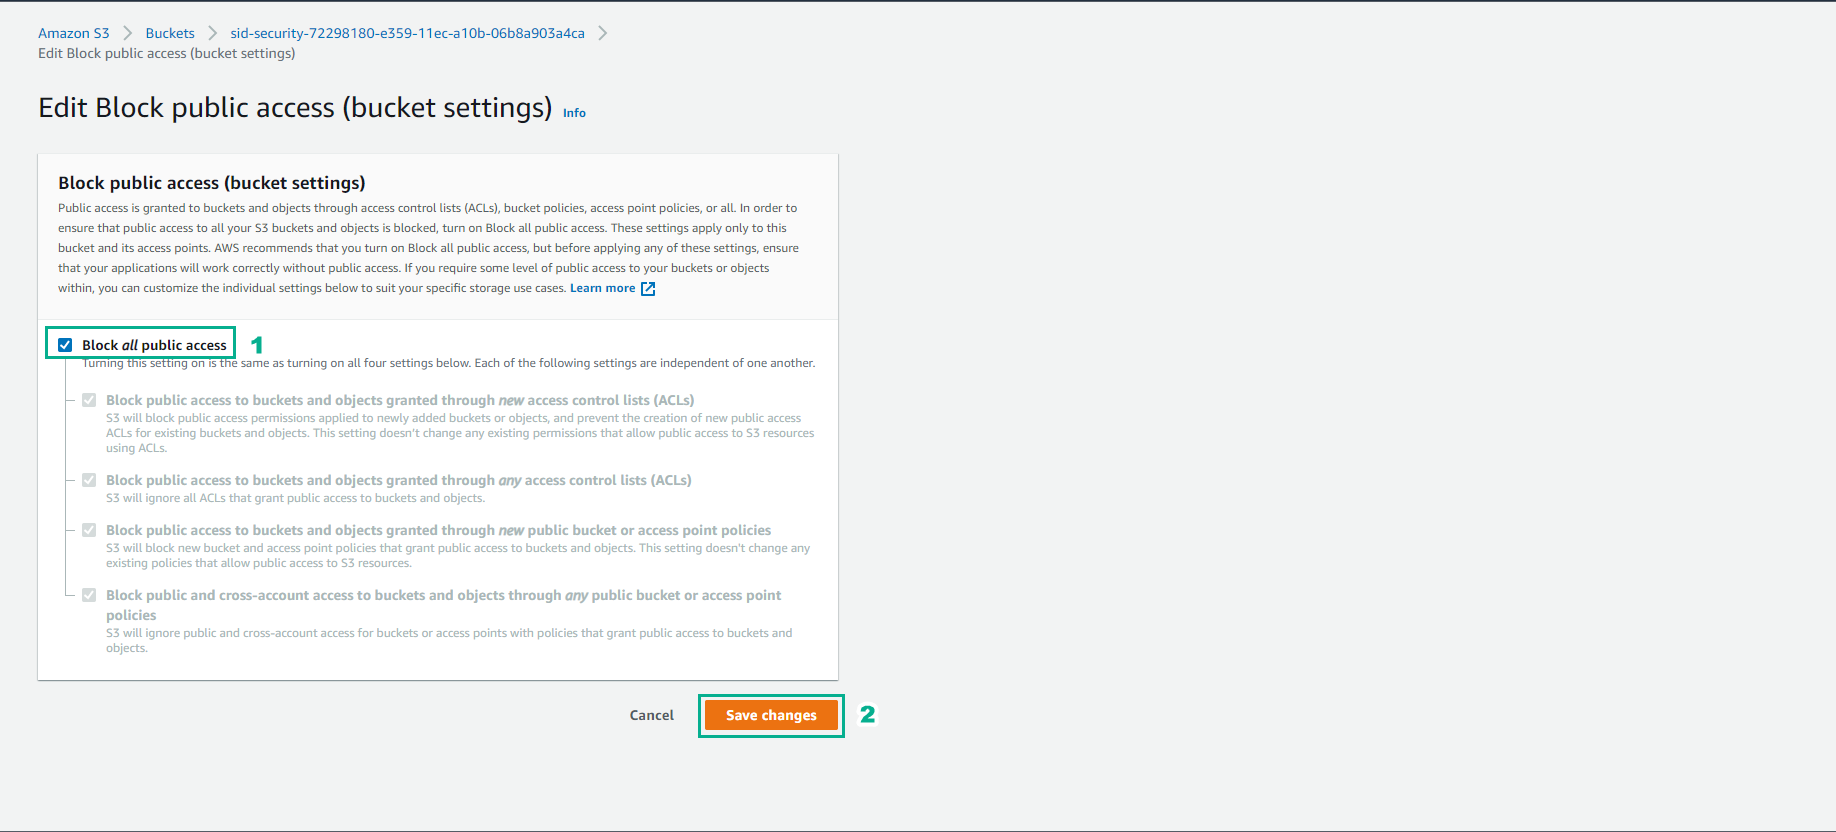 Amazon S3 > Buckets > sid-security-72298180-e359-11ec-a10b-06b8a903a4ca >
Edit Block public access (bucket settings)
Edit Block public access (bucket settings) Info
Block public access (bucket settings)
Public access is granted to buckets and objects through access control lists (ACLs), bucket policies, access point policies, or all. In order to
ensure that public access to all your S3 buckets and objects is blocked, turn on Block all public access. These settings apply only to this
bucket and its access points. AWS recommends that you turn on Block all public access, but before applying any of these settings, ensure
that your applications will work correctly without public access. If you require some level of public access to your buckets or objects
within, you can customize the individual settings below to suit your specific storage use cases. Learn more
Block all public access 1
Turning this setting on is the same as turning on all four settings below. Each of the following settings are independent of one another.
Block public access to buckets and objects granted through new access control lists (ACLs)
S3 will block public access permissions applied to newly added buckets or objects, and prevent the creation of new public access
ACLs for existing buckets and objects. This setting doesn't change any existing permissions that allow public access to S3 resources
using ACLs.
Block public access to buckets and objects granted through any access control lists (ACLs)
S3 will ignore all ACLs that grant public access to buckets and objects.
Block public access to buckets and objects granted through new public bucket or access point policies
S3 will block new bucket and access point policies that grant public access to buckets and objects. This setting doesn't change any
existing policies that allow public access to S3 resources.
Block public and cross-account access to buckets and objects through any public bucket or access point
policies
S3 will ignore public and cross-account access for buckets or access points with policies that grant public access to buckets and
objects.
Cancel Save changes 2